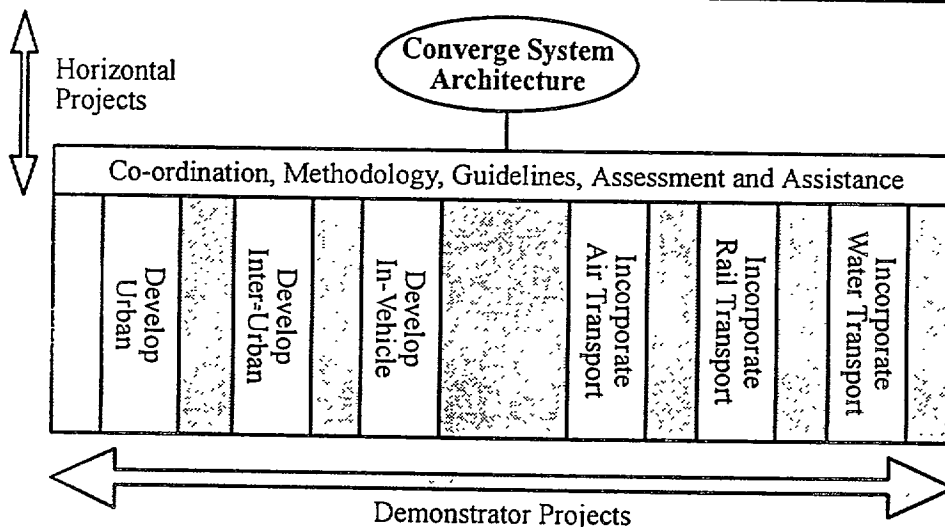 Horizontal
Projects
Converge System
Architecture
Co-ordination, Methodology, Guidelines, Assessment and Assistance
Develop
Urban
Develop
Inter-Urban
Develop
In-Vehicle
Incorporate
Air Transport
Incorporate
Rail Transport
Incorporate
Water Transport
Demonstrator Projects